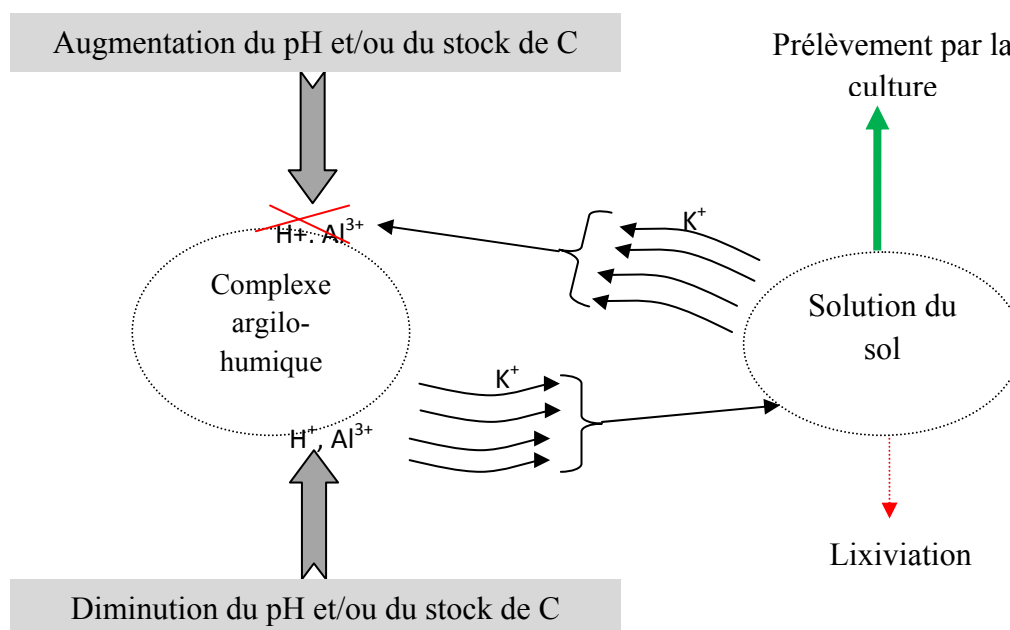 Augmentation du pH et/ou du stock de C
Prélèvement par la
culture
H+. Al³⁺
K⁺
Complexe
argilo-
humique
Solution du
sol
K⁺
H⁺, Al³⁺
Lixiviation
Diminution du pH et/ou du stock de C